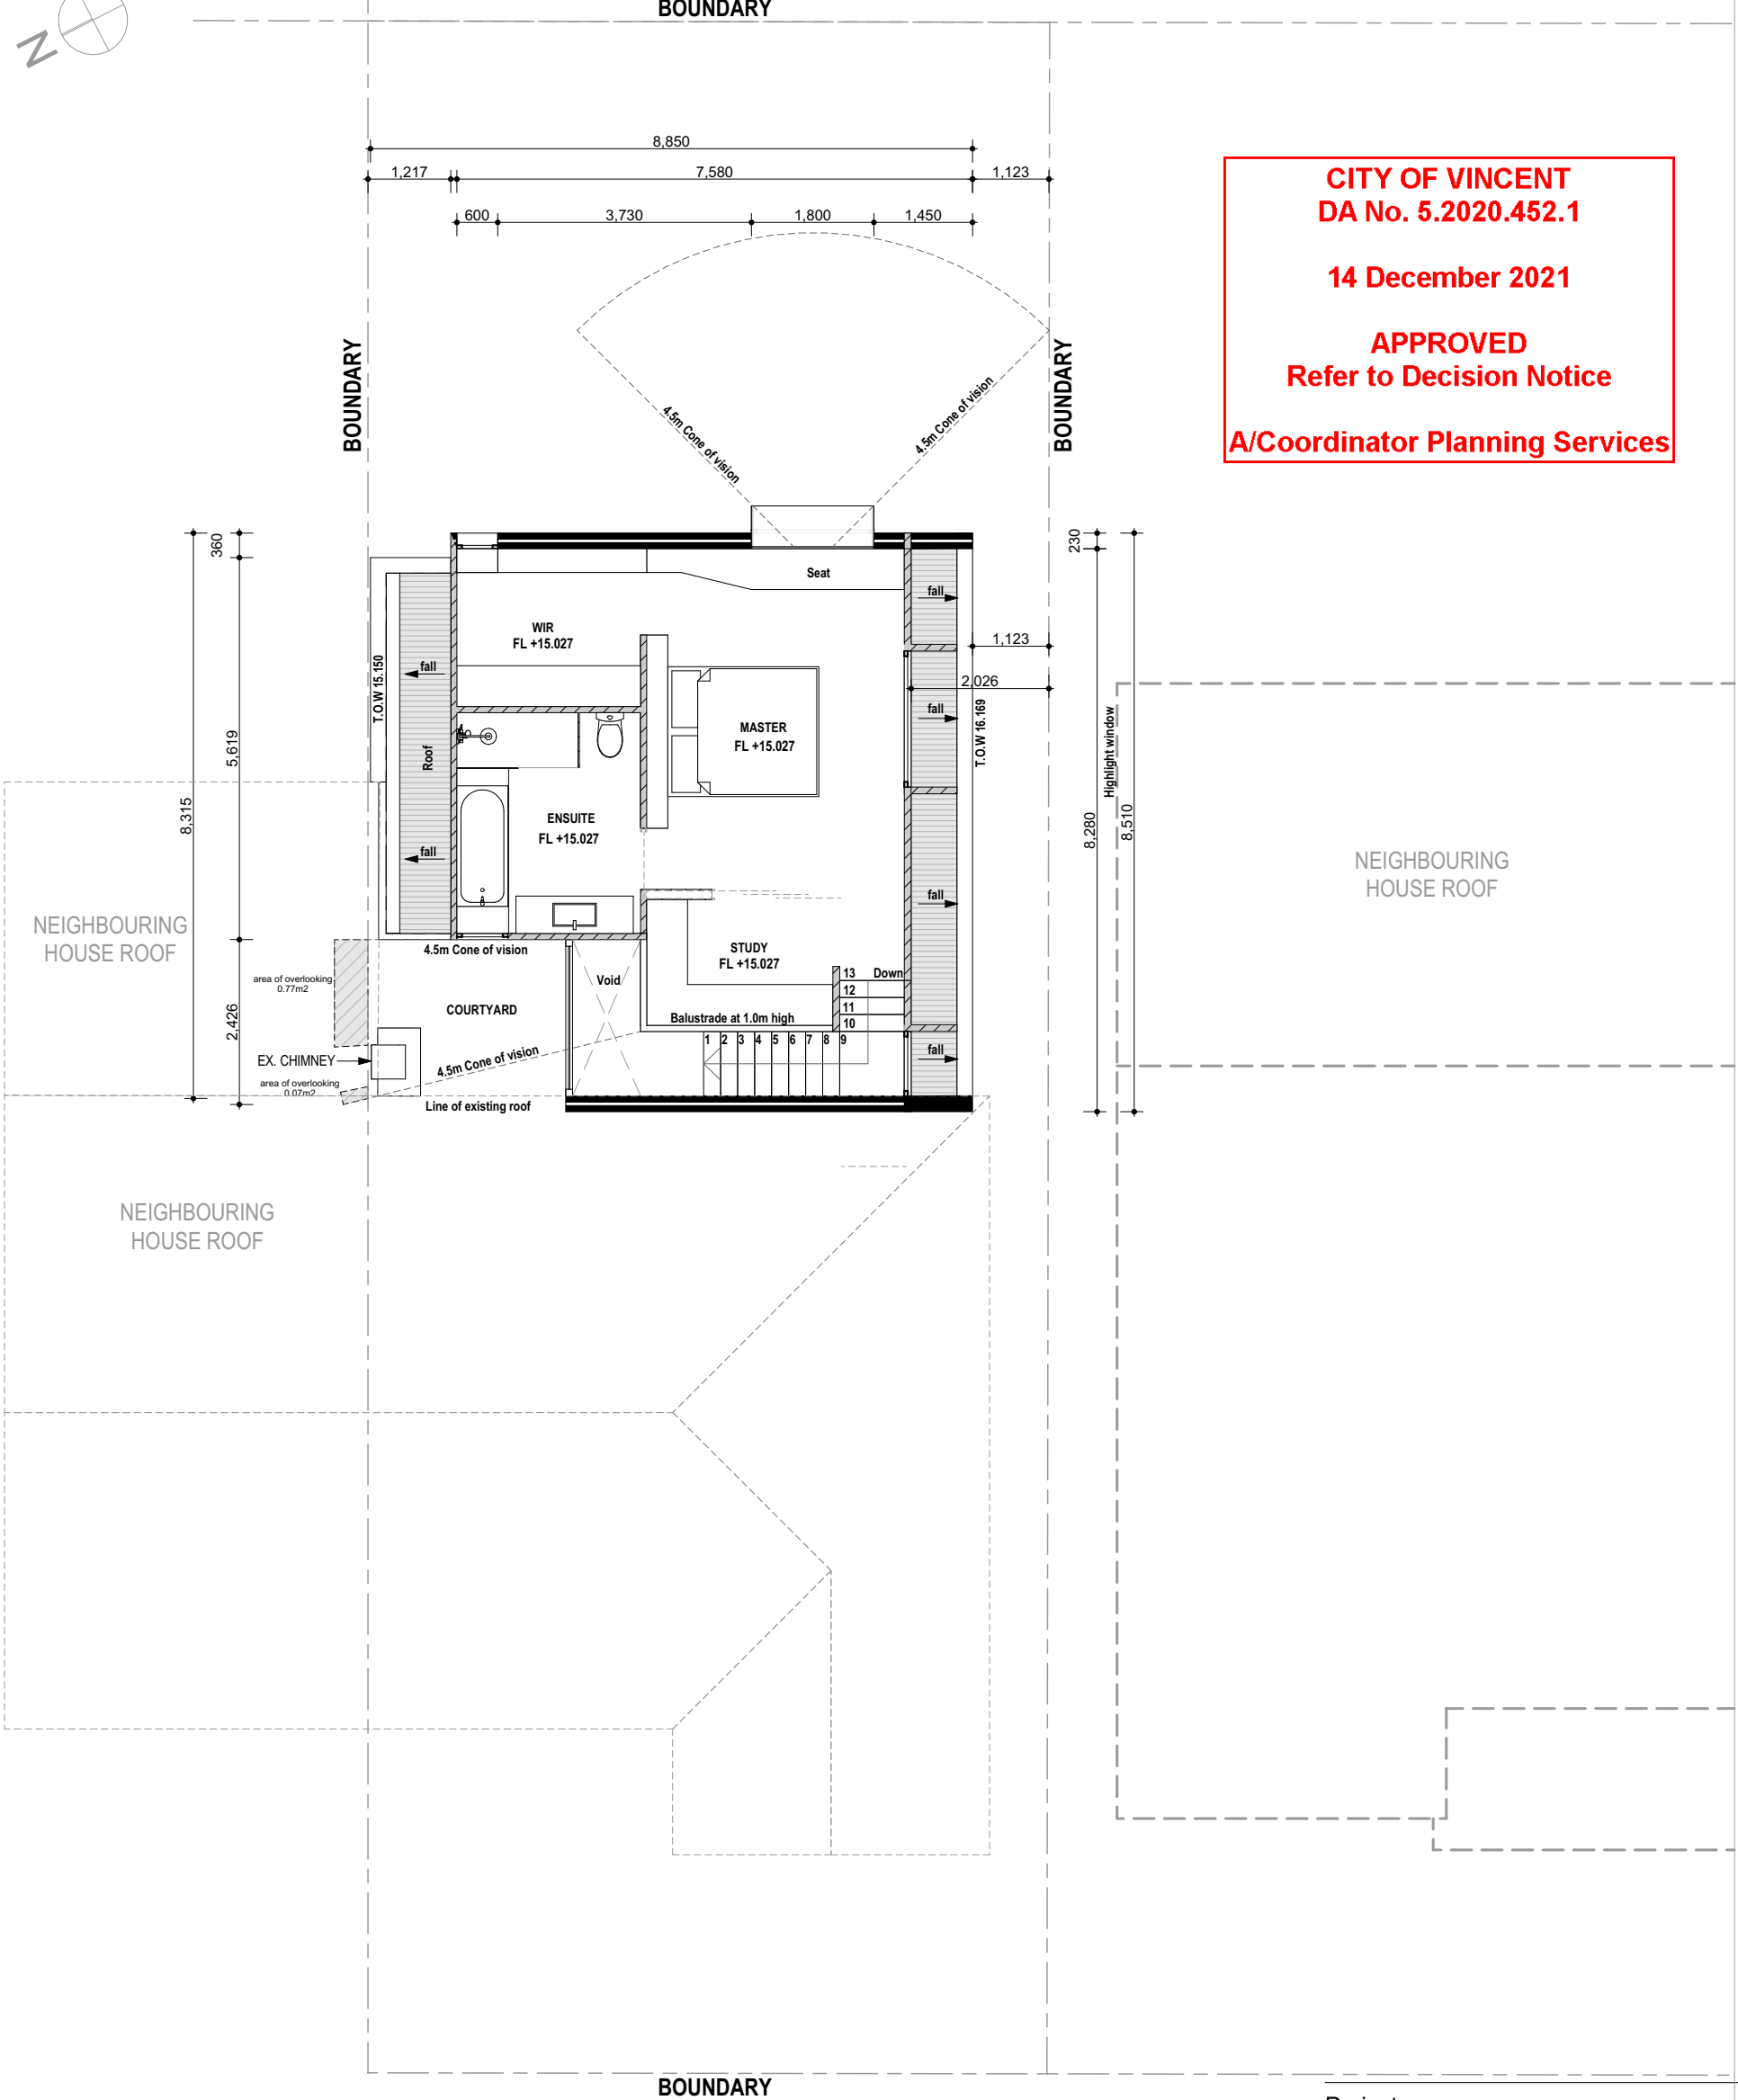 BOUNDARY
N
8,850
1,217
7,580
1,123
600
3,730
1,800
1,450
CITY OF VINCENT
DA No. 5.2020.452.1
14 December 2021
APPROVED
Refer to Decision Notice
A/Coordinator Planning Services
BOUNDARY
BOUNDARY
4.5m Cone of vision
4.5m Cone of vision
360
230
Seat
fall
WIR
FL +15.027
1,123
T.O.W 15.150
fall
2,026
fall
T.O.W 16.169
Highlight window
MASTER
FL +15.027
Roof
5,619
8,315
8,280
8,510
ENSUITE
FL +15.027
fall
NEIGHBOURING
HOUSE ROOF
fall
NEIGHBOURING
HOUSE ROOF
4.5m Cone of vision
STUDY
FL +15.027
area of overlooking
0.77m2
Void
13 Down
12
11
10
COURTYARD
2,426
Balustrade at 1.0m high
1 2 3 4 5 6 7 8 9
fall
EX. CHIMNEY
4.5m Cone of vision
area of overlooking
0.07m2
Line of existing roof
NEIGHBOURING
HOUSE ROOF
BOUNDARY